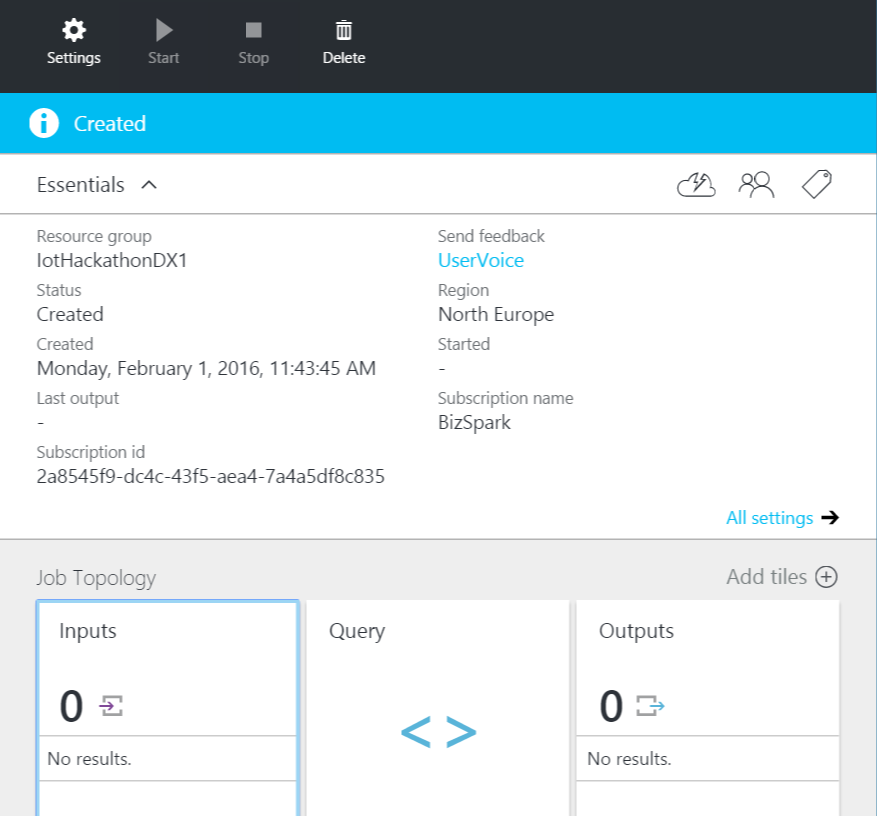 Settings
Start
Stop
Delete
Created
Essentials
Resource group
IotHackathonDX1
Status
Created
Created
Monday, February 1, 2016, 11:43:45 AM
Last output
-
Subscription id
2a8545f9-dc4c-43f5-aea4-7a4a5df8c835
Send feedback
UserVoice
Region
North Europe
Started
-
Subscription name
BizSpark
All settings
Job Topology
Add tiles
Inputs
0
No results.
Query
< >
Outputs
0
No results.